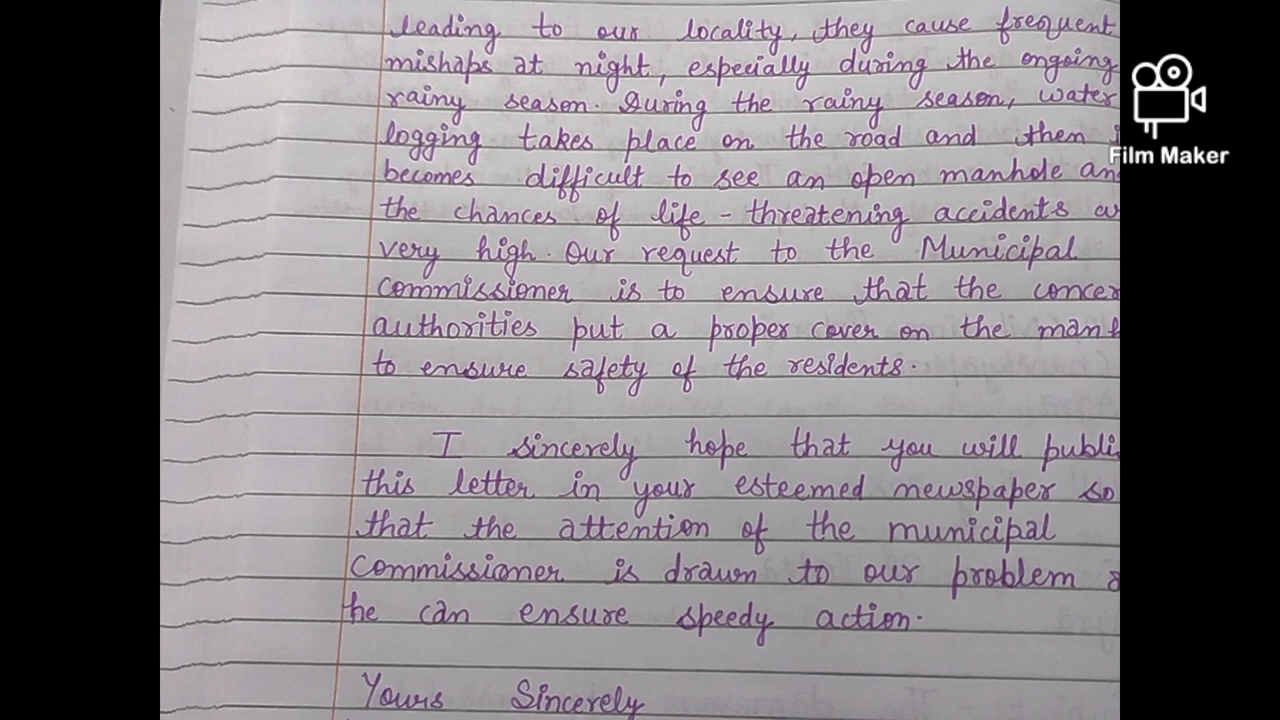 leading to our locality, they cause frequent
mishaps at night, especially during the ongoing
rainy season. During the rainy season, water
logging takes place on the road and then
becomes difficult to see an open manhole an
the chances of life - threatening accidents a
very high. Our request to the Municipal
commissioner is to ensure that the concer
authorities put a proper cover on the man
to ensure safety of the residents.
I sincerely hope that you will publi
this letter in your esteemed newspaper so
that the attention of the municipal
Commissioner is drawn to our problem
he can ensure speedy action.
Yours Sincerely
Film Maker